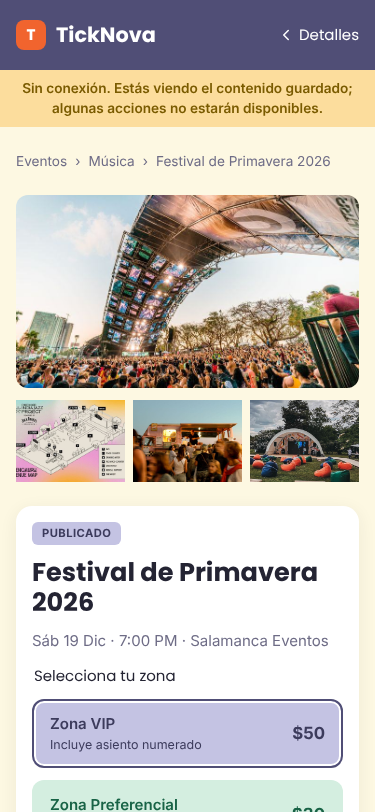 T TickNova
Detalles
Sin conexión. Estás viendo el contenido guardado;
algunas acciones no estarán disponibles.
Eventos › Música › Festival de Primavera 2026
PUBLICADO
Festival de Primavera
2026
Sáb 19 Dic · 7:00 PM · Salamanca Eventos
Selecciona tu zona
Zona VIP
Incluye asiento numerado
$50
Zona Preferencial